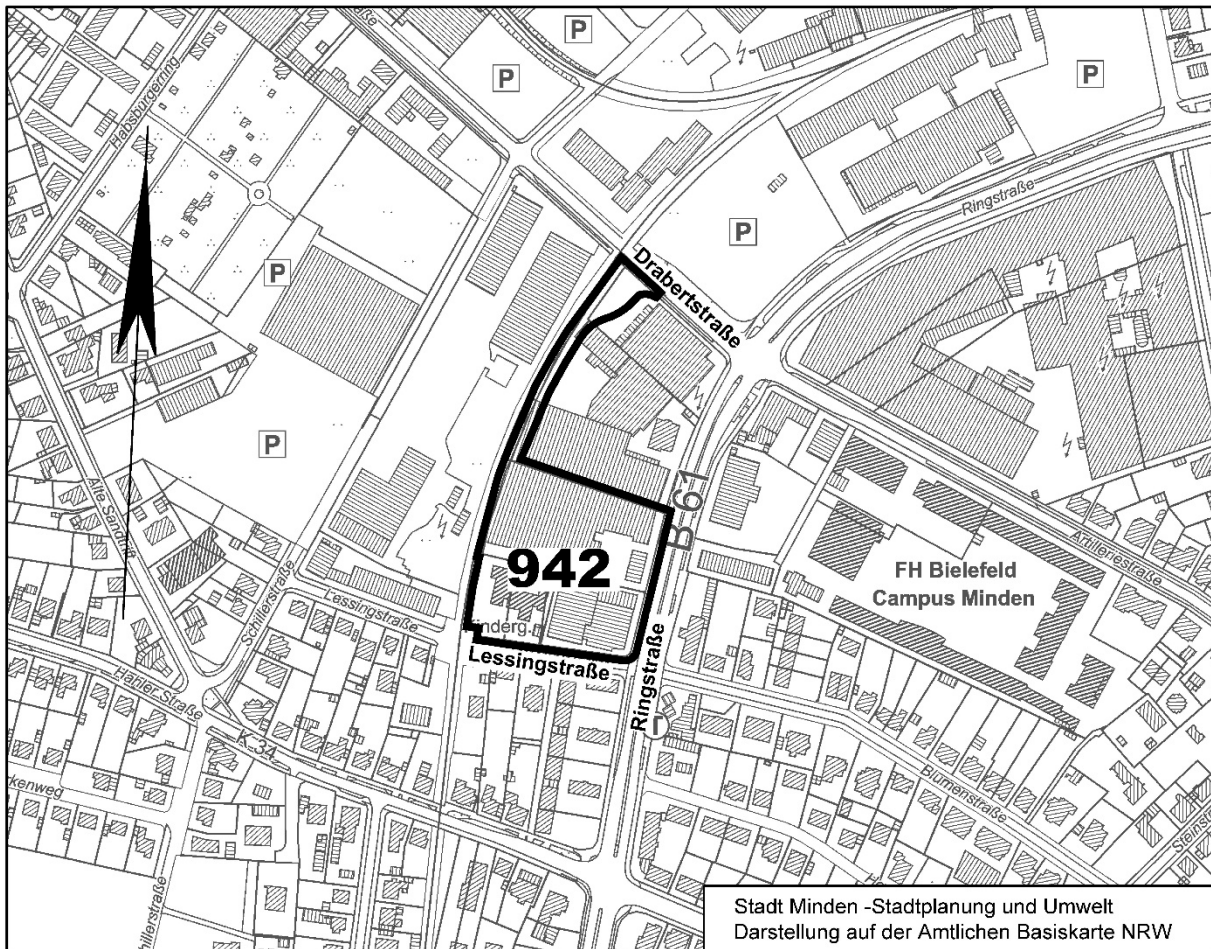 P
P
P
Habsburgerring
Ringstraße
P
P
Drabertstraße
P
B 61
Alte Sandtrift
942
Artilleriestraße
FH Bielefeld
Campus Minden
Schillerstraße
Lessingstraße
Kinderg.
Lessingstraße
Ringstraße
Hahler Straße
K 34
Blumenstraße
Steinstraße
Stadt Minden -Stadtplanung und Umwelt
Darstellung auf der Amtlichen Basiskarte NRW